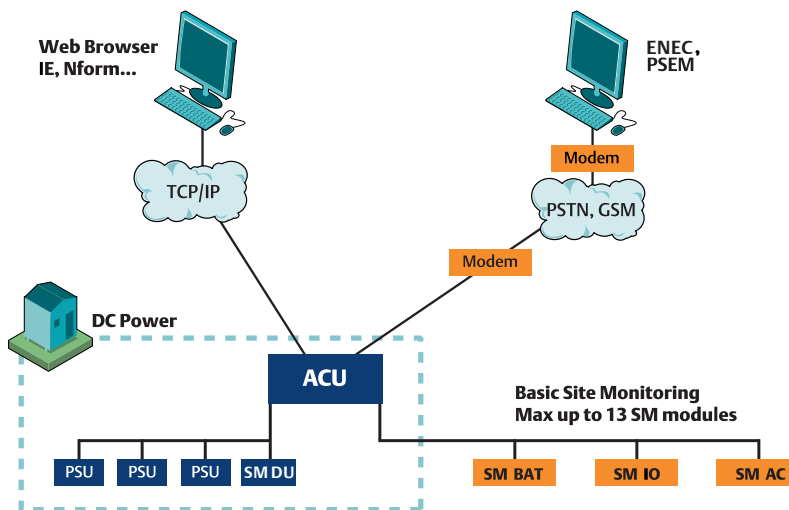 Web Browser
IE, Nform...
ENEC,
PSEM
Modem
TCP/IP
PSTN, GSM
Modem
DC Power
ACU
Basic Site Monitoring
Max up to 13 SM modules
PSU
PSU
PSU
SM DU
SM BAT
SM IO
SM AC